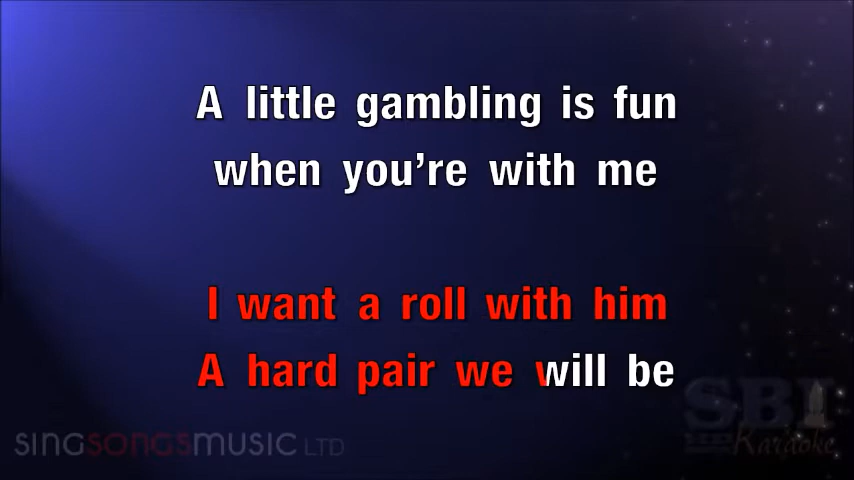 A little gambling is fun
when you’re with me
I want a roll with him
A hard pair we will be
SBI
Karaoke
SINGSONGSMUSIC LTD